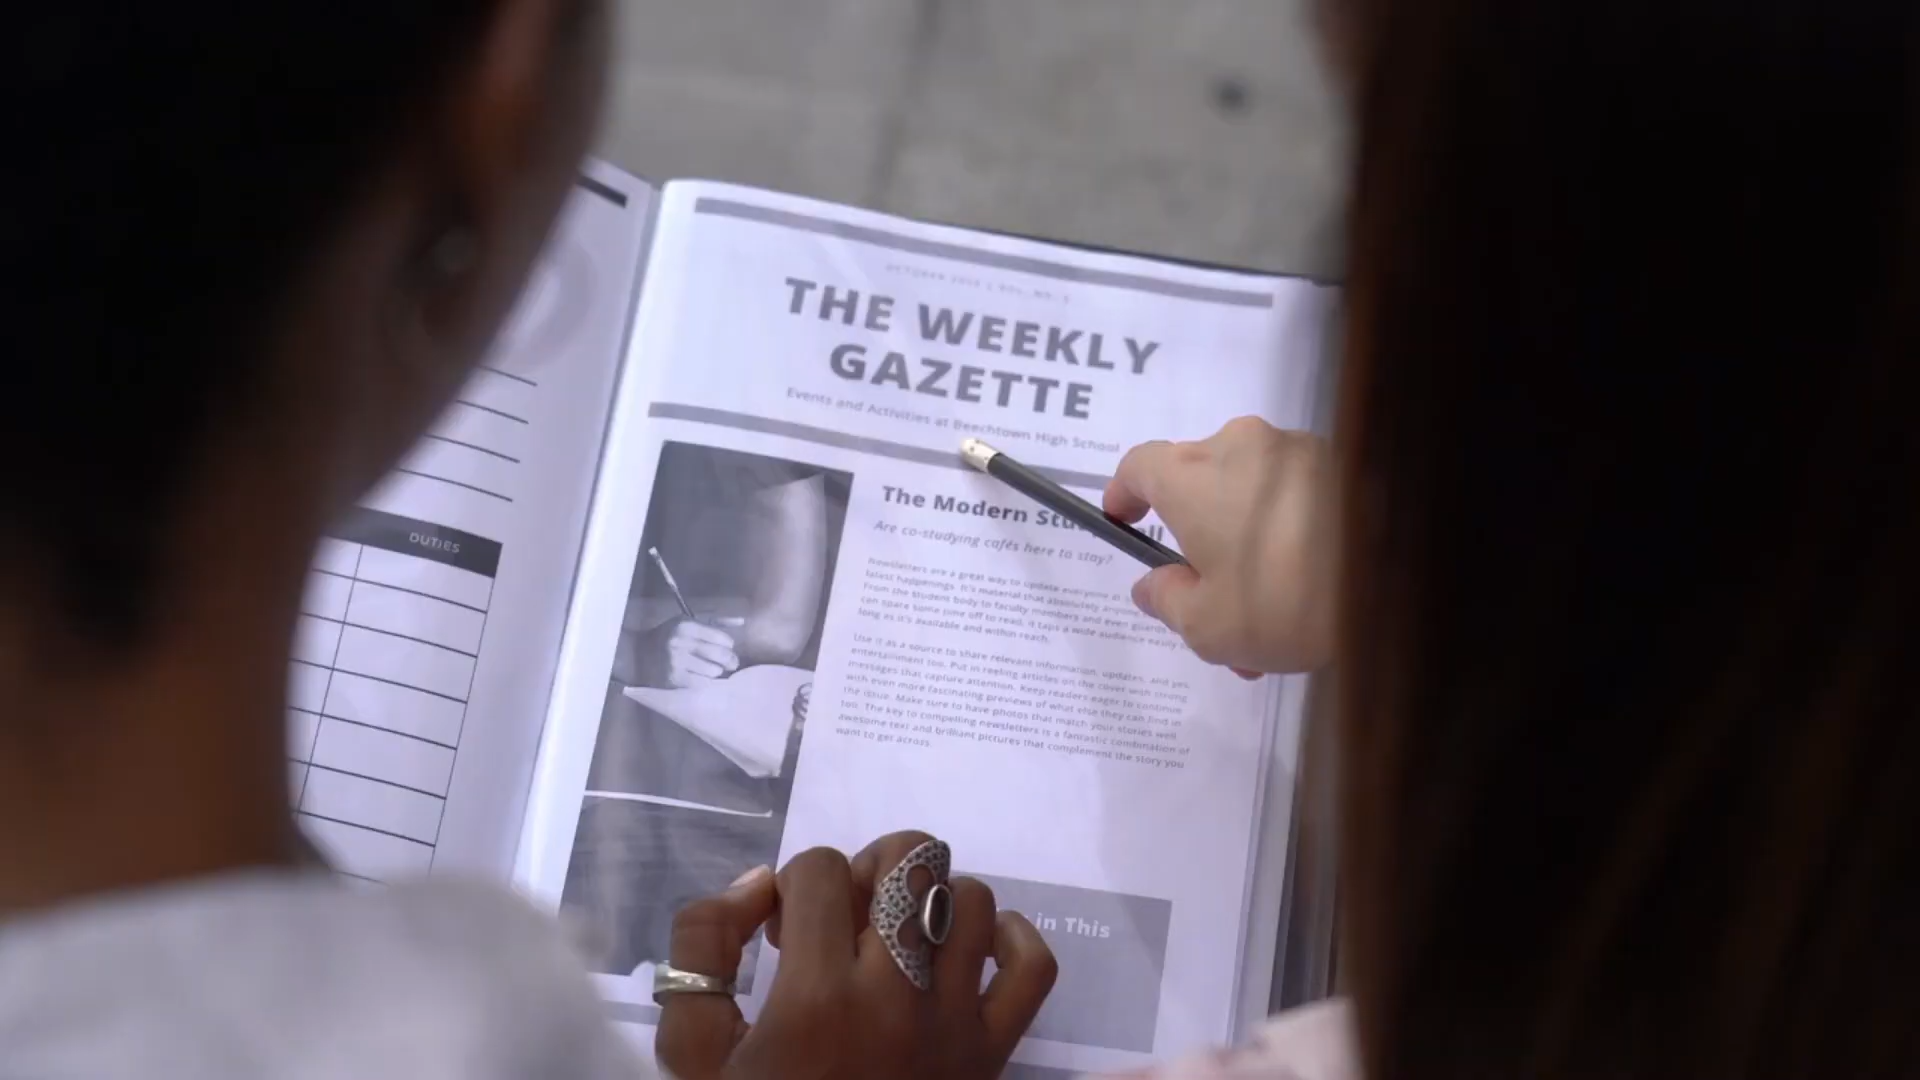 DUTIES
THE WEEKLY
GAZETTE
Events and Activities at Beechtown High School
The Modern
Are co-studying cafés here to stay?
Newsletters are a great way to update everyone
latest happenings. It's material that absolutely anyone
From the student body to faculty members and even guards
can spare some time off to read, it taps a wide audience easily
long as it's available and within reach.
Use it as a source to share relevant information, updates, and yes,
entertainment too. Put in reeling articles on the cover with strong
messages that capture attention. Keep readers eager to continue
with even more fascinating previews of what else they can find in
the issue. Make sure to have photos that match your stories well
too. The key to compelling newsletters is a fantastic combination of
awesome text and brilliant pictures that complement the story you
want to get across.
in This